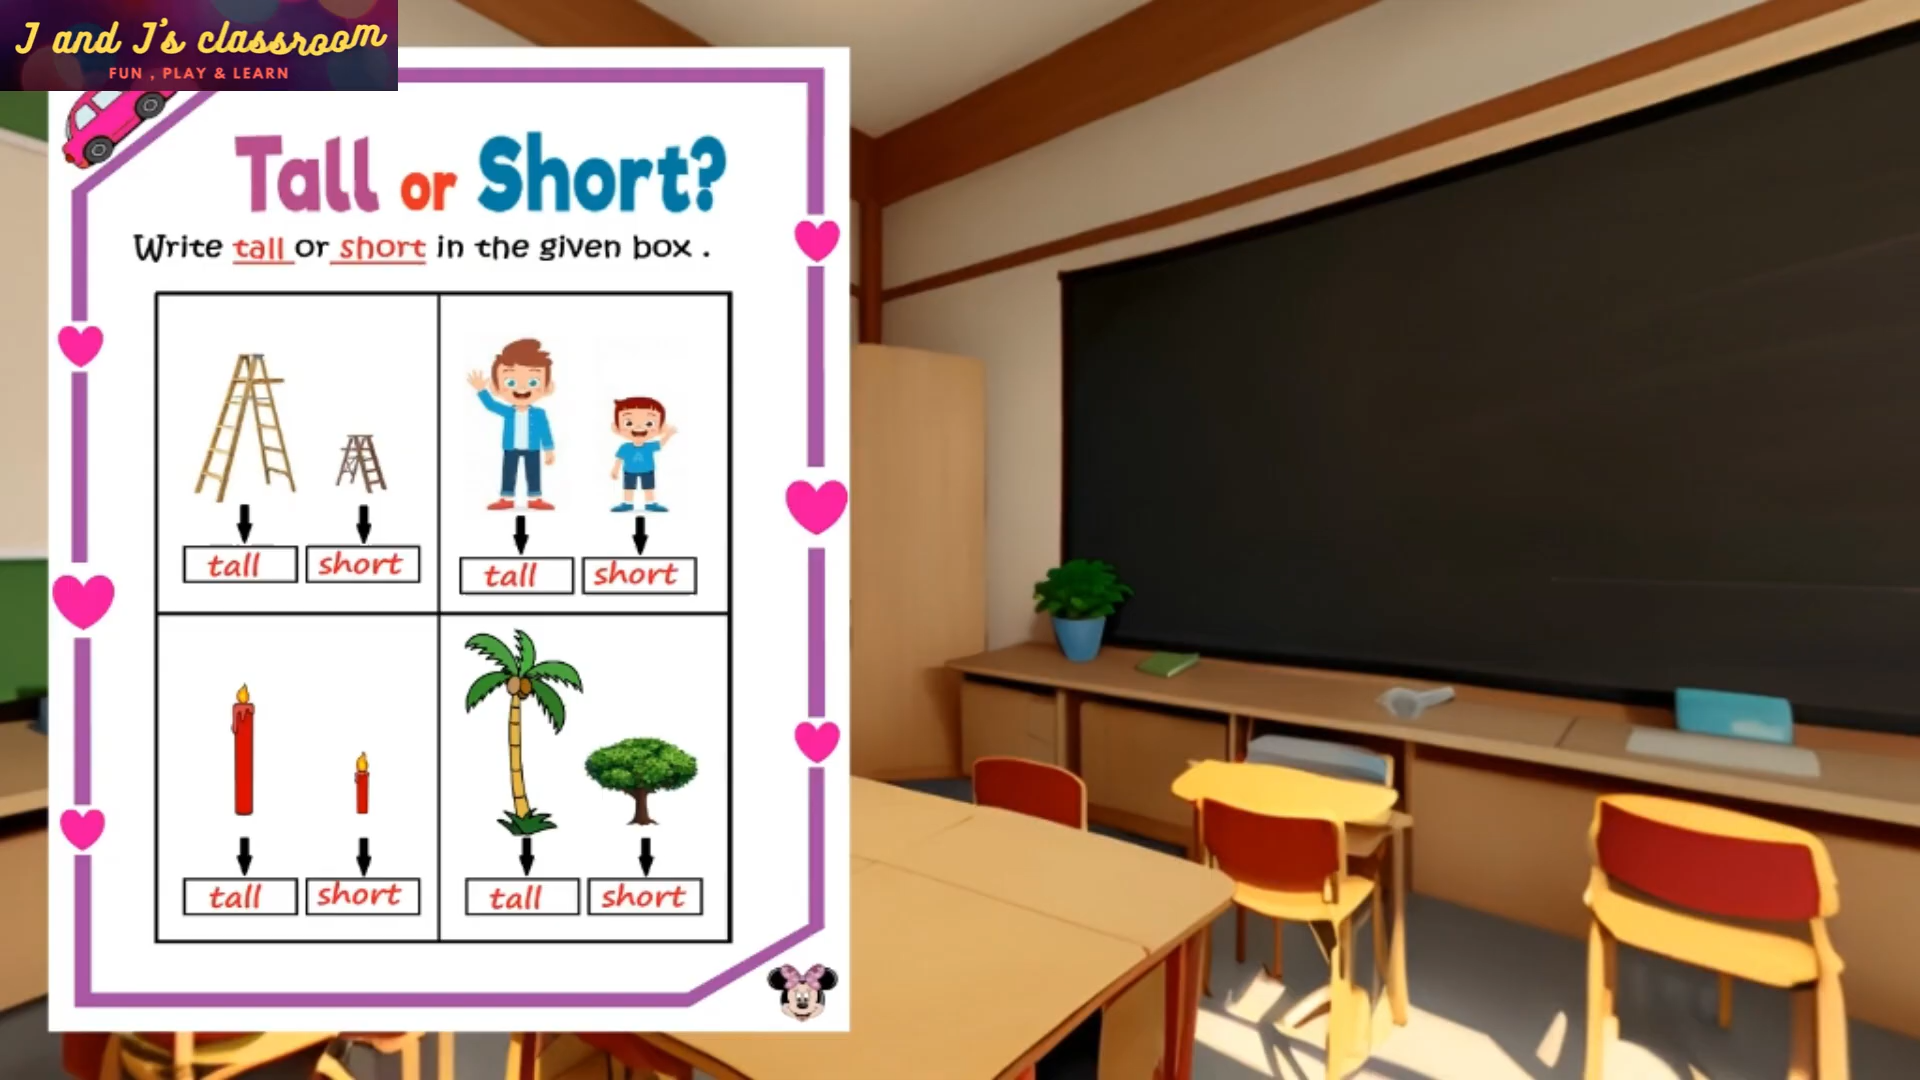 J and J's classroom
FUN , PLAY & LEARN
Tall or Short?
Write tall or short in the given box .
tall short
tall short
tall short
tall short